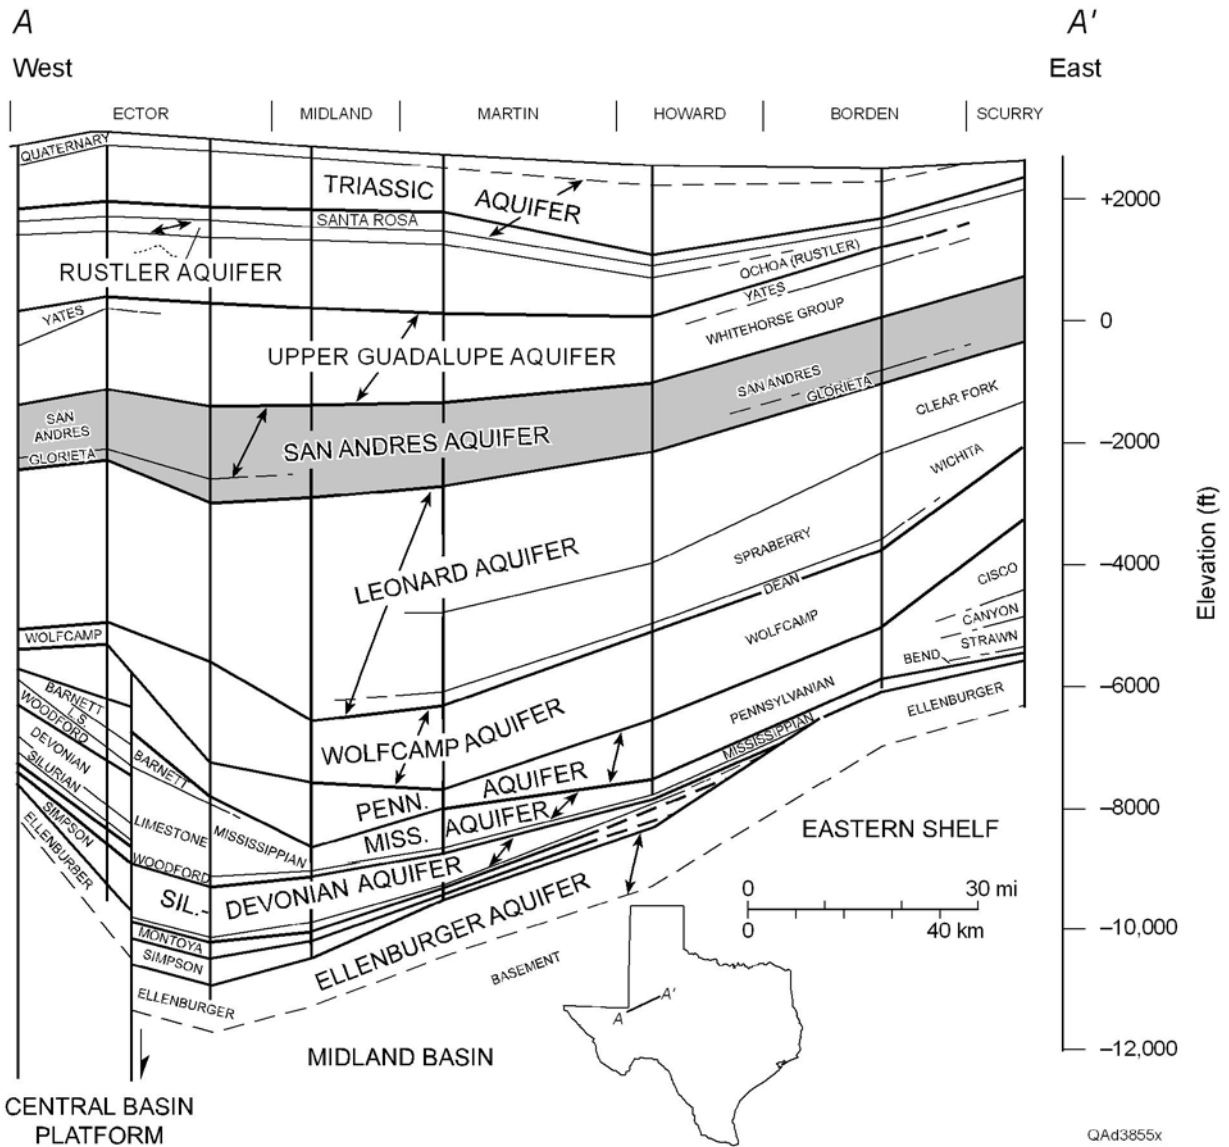 A
A'
West
East
ECTOR
MIDLAND
MARTIN
HOWARD
BORDEN
SCURRY
QUATERNARY
TRIASSIC
AQUIFER
SANTA ROSA
RUSTLER AQUIFER
OCHOA (RUSTLER)
YATES
YATES
WHITEHORSE GROUP
UPPER GUADALUPE AQUIFER
SAN ANDRES
GLORIETA
SAN
ANDRES
GLORIETA
SAN ANDRES AQUIFER
CLEAR FORK
WICHITA
LEONARD AQUIFER
SPRABERRY
DEAN
WOLFCAMP
WOLFCAMP
CISCO
CANYON
STRAWN
BEND
BARNETT
L.S.
WOODFORD
DEVONIAN
SILURIAN
SIMPSON
ELLENBURGER
BARNETT
LIMESTONE
MISSISSIPPIAN
WOODFORD
WOLFCAMP AQUIFER
PENNSYLVANIAN
MISSISSIPPIAN
ELLENBURGER
PENN.
AQUIFER
MISS. AQUIFER
SIL.- DEVONIAN AQUIFER
MONTOYA
SIMPSON
ELLENBURGER
ELLENBURGER AQUIFER
BASEMENT
EASTERN SHELF
MIDLAND BASIN
CENTRAL BASIN
PLATFORM
+2000
0
–2000
–4000
–6000
–8000
–10,000
–12,000
Elevation (ft)
0
30 mi
0
40 km
A
A'
QAd3855x